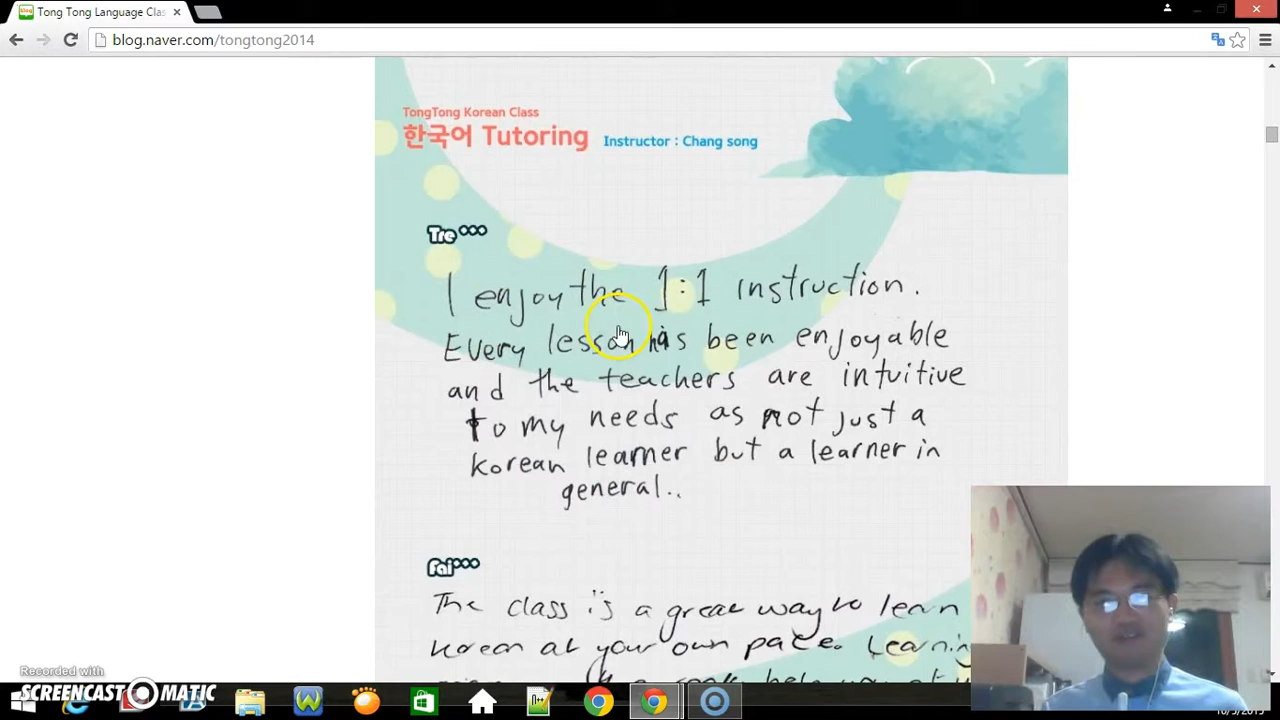 Tong Tong Language Clas
blog.naver.com/tongtong2014
TongTong Korean Class
한국어 Tutoring Instructor : Chang song
Tre***
I enjoy the 1:1 instruction.
Every lesson has been enjoyable
and the teachers are intuitive
to my needs as not just a
korean learner but a learner in
general..
Fai***
The class is a great way to learn
korean at your own pace. Learning
Recorded with
SCREENCAST MATIC